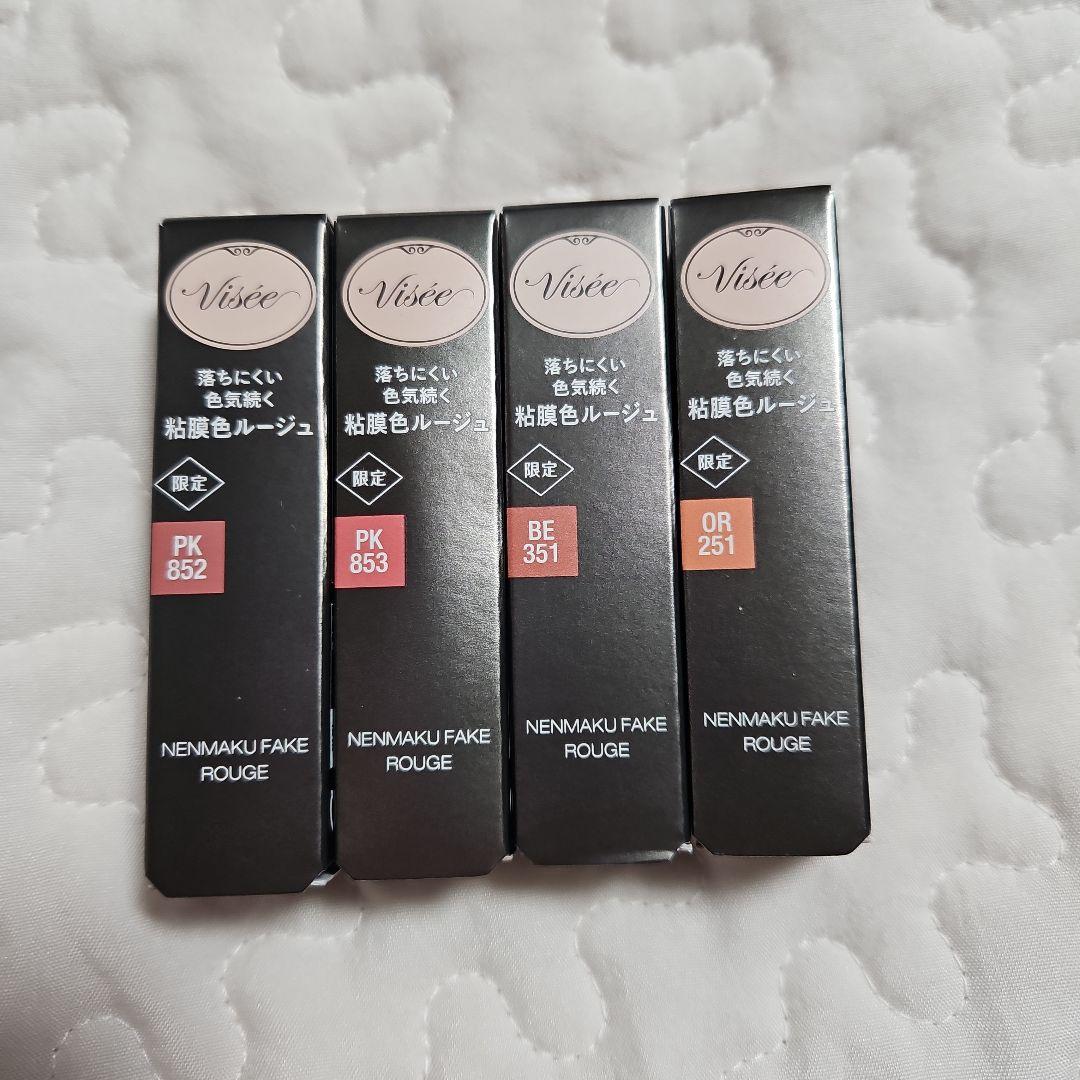 Visée
落ちにくい
色気続く
粘膜色ルージュ
限定
PK
852
NENMAKU FAKE
ROUGE
Visée
落ちにくい
色気続く
粘膜色ルージュ
限定
PK
853
NENMAKU FAKE
ROUGE
Visée
落ちにくい
色気続く
粘膜色ルージュ
限定
BE
351
NENMAKU FAKE
ROUGE
Visée
落ちにくい
色気続く
粘膜色ルージュ
限定
OR
251
NENMAKU FAKE
ROUGE